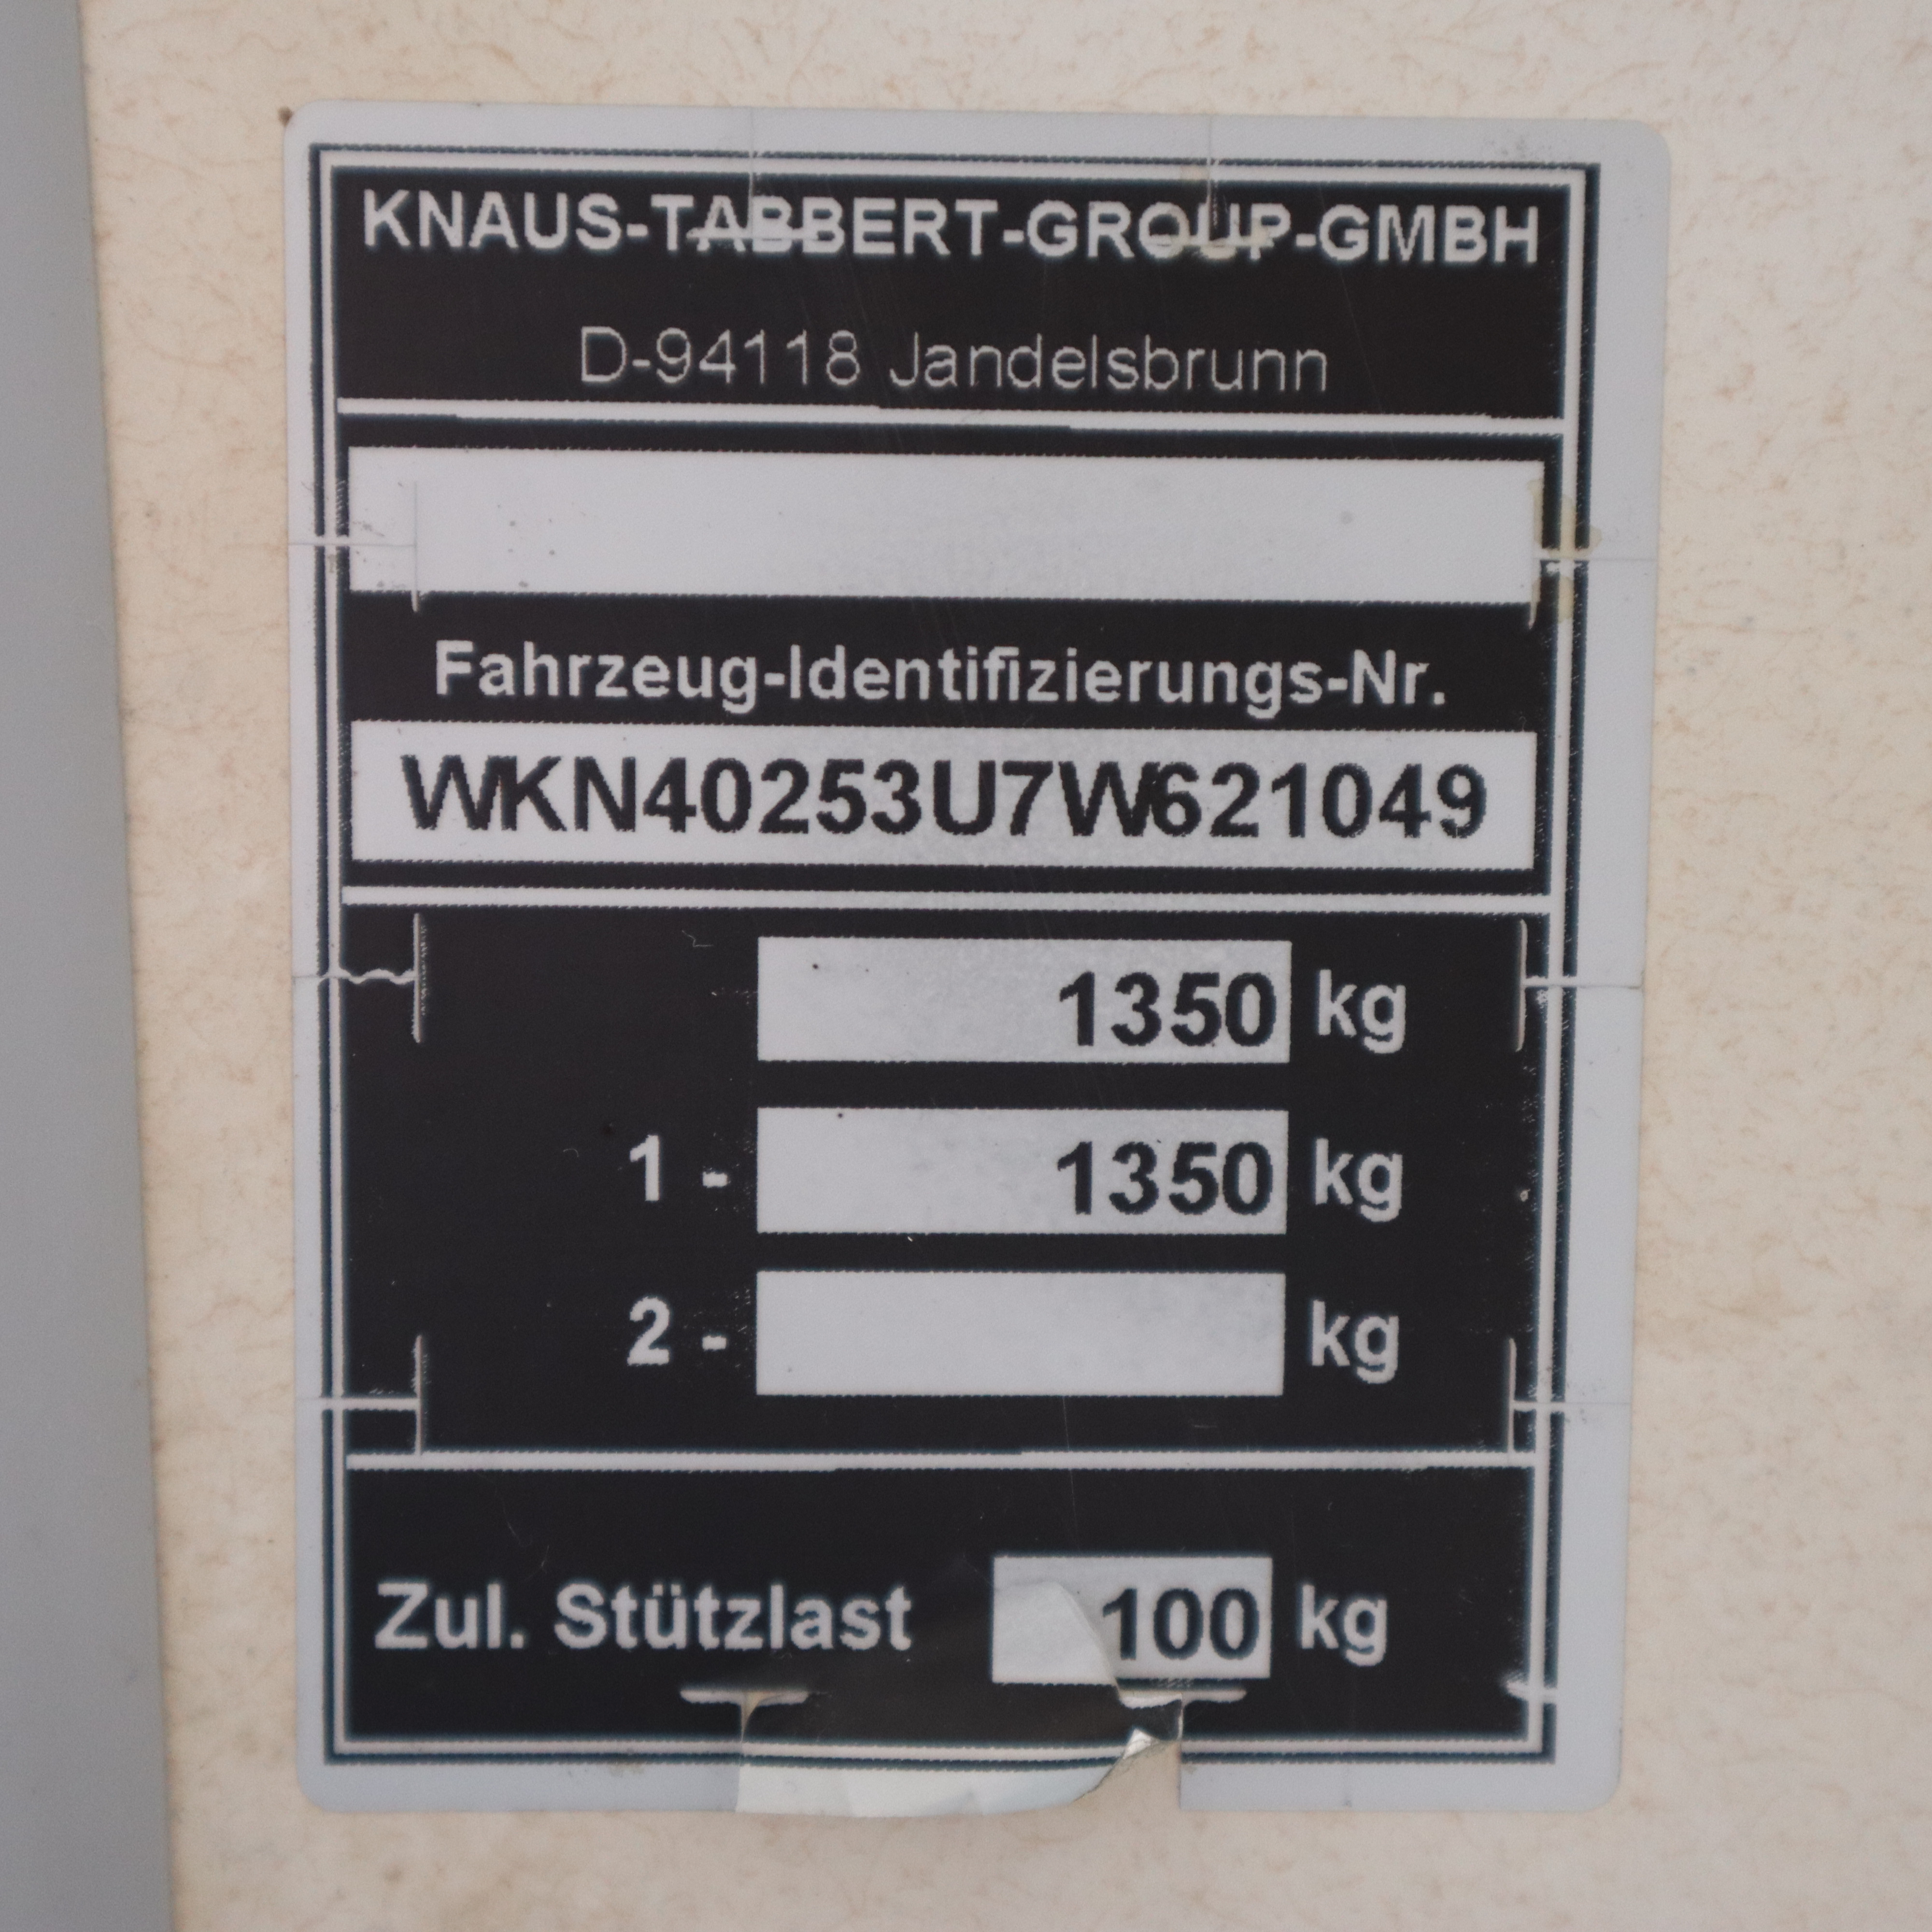 KNAUS-TABBERT-GROUP-GMBH
D-94118 Jandelsbrunn
Fahrzeug-Identifizierungs-Nr.
WKN40253U7W621049
1350 kg
1 - 1350 kg
2 - kg
Zul. Stützlast 100 kg